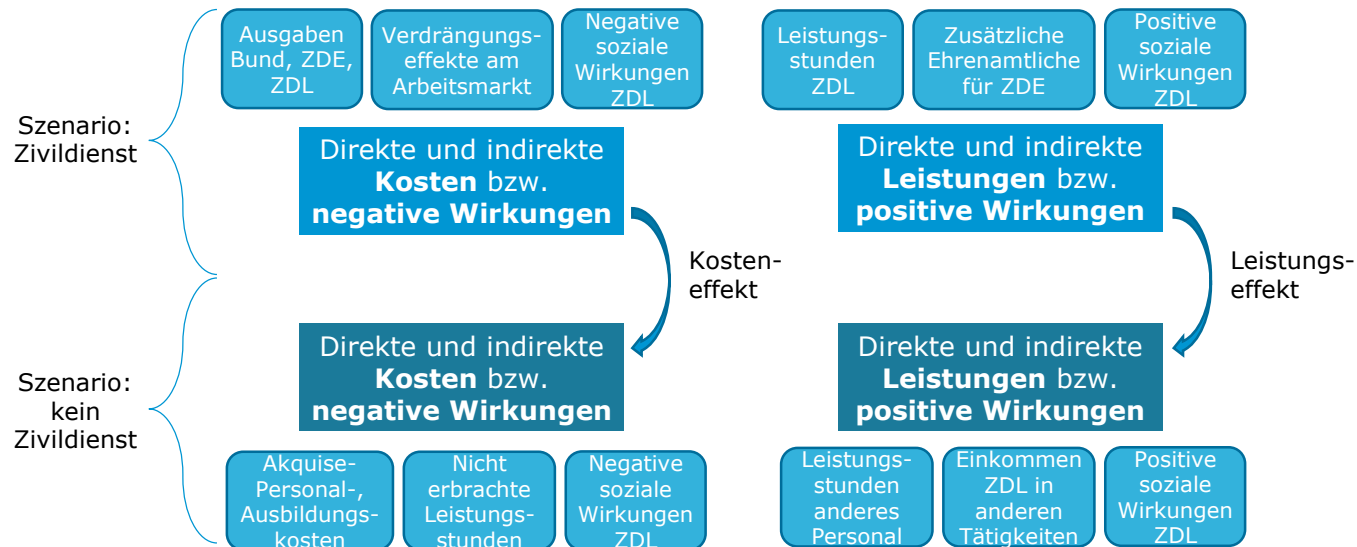 Ausgaben
Bund, ZDE,
ZDL
Verdrängungs-
effekte am
Arbeitsmarkt
Negative
soziale
Wirkungen
ZDL
Leistungs-
stunden
ZDL
Zusätzliche
Ehrenamtliche
für ZDE
Positive
soziale
Wirkungen
ZDL
Szenario:
Zivildienst
Direkte und indirekte
Kosten bzw.
negative Wirkungen
Direkte und indirekte
Leistungen bzw.
positive Wirkungen
Kosten-
effekt
Leistungs-
effekt
Szenario:
kein
Zivildienst
Direkte und indirekte
Kosten bzw.
negative Wirkungen
Direkte und indirekte
Leistungen bzw.
positive Wirkungen
Akquise-
Personal-,
Ausbildungs-
kosten
Nicht
erbrachte
Leistungs-
stunden
Negative
soziale
Wirkungen
ZDL
Leistungs-
stunden
anderes
Personal
Einkommen
ZDL in
anderen
Tätigkeiten
Positive
soziale
Wirkungen
ZDL